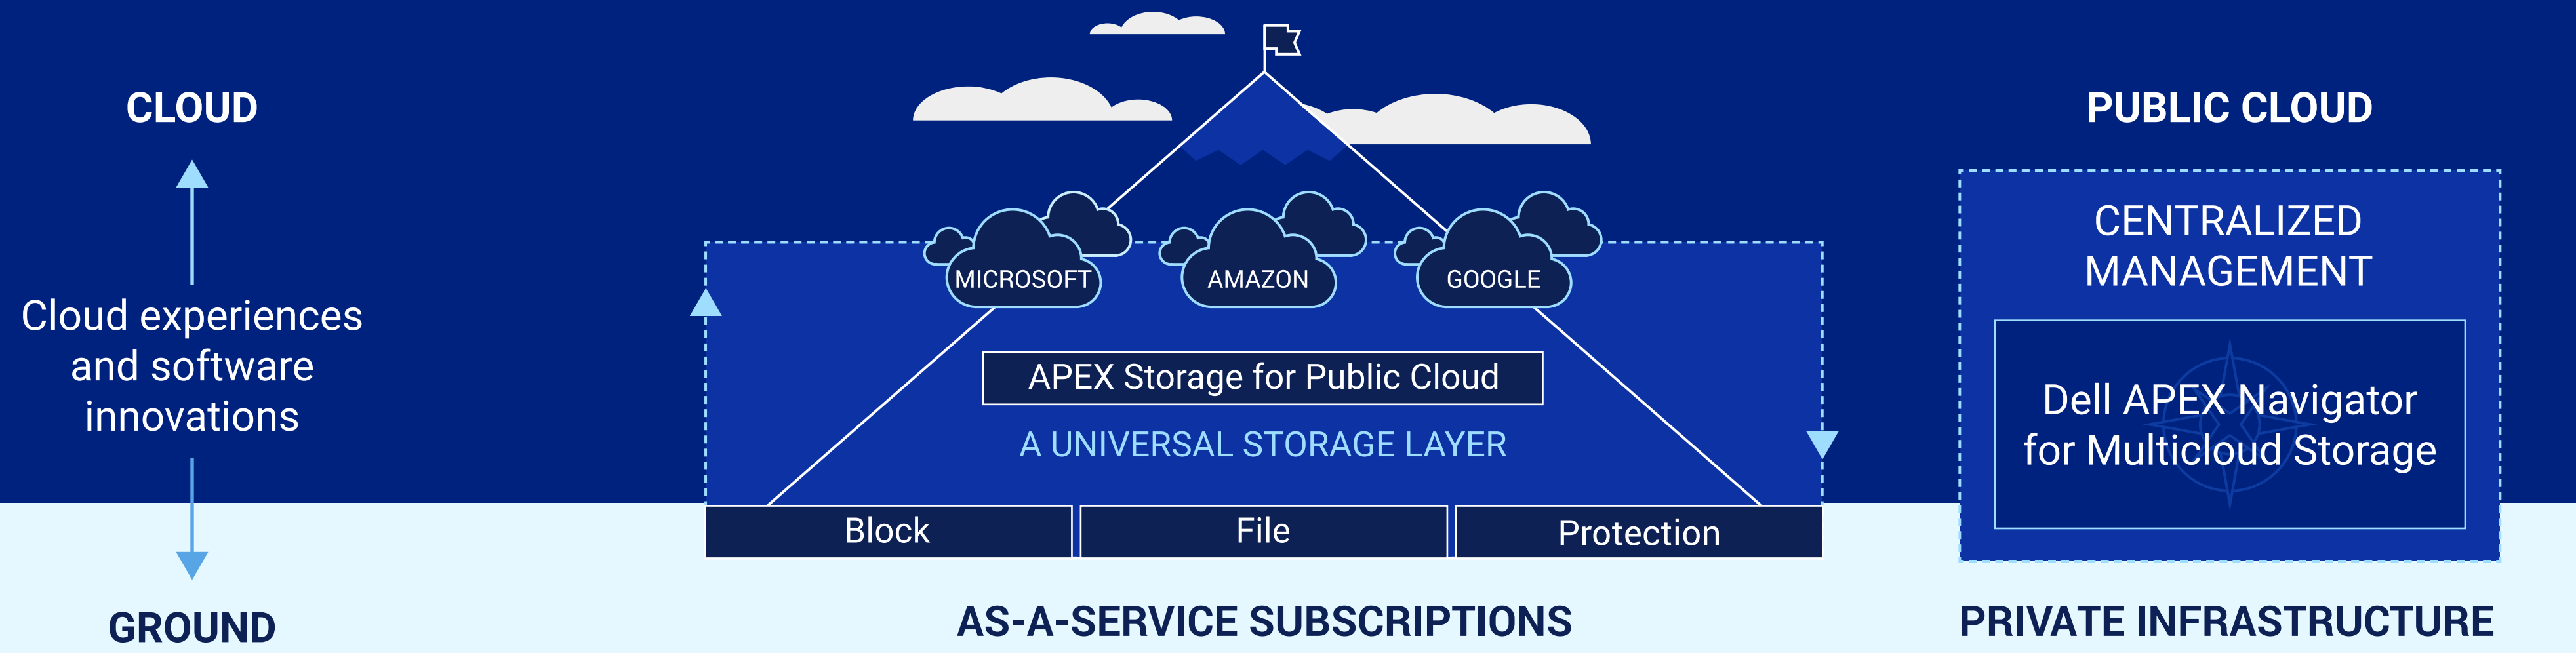 CLOUD
Cloud experiences
and software
innovations
GROUND
MICROSOFT
AMAZON
GOOGLE
APEX Storage for Public Cloud
A UNIVERSAL STORAGE LAYER
Block
File
Protection
AS-A-SERVICE SUBSCRIPTIONS
PUBLIC CLOUD
CENTRALIZED
MANAGEMENT
Dell APEX Navigator
for Multicloud Storage
PRIVATE INFRASTRUCTURE